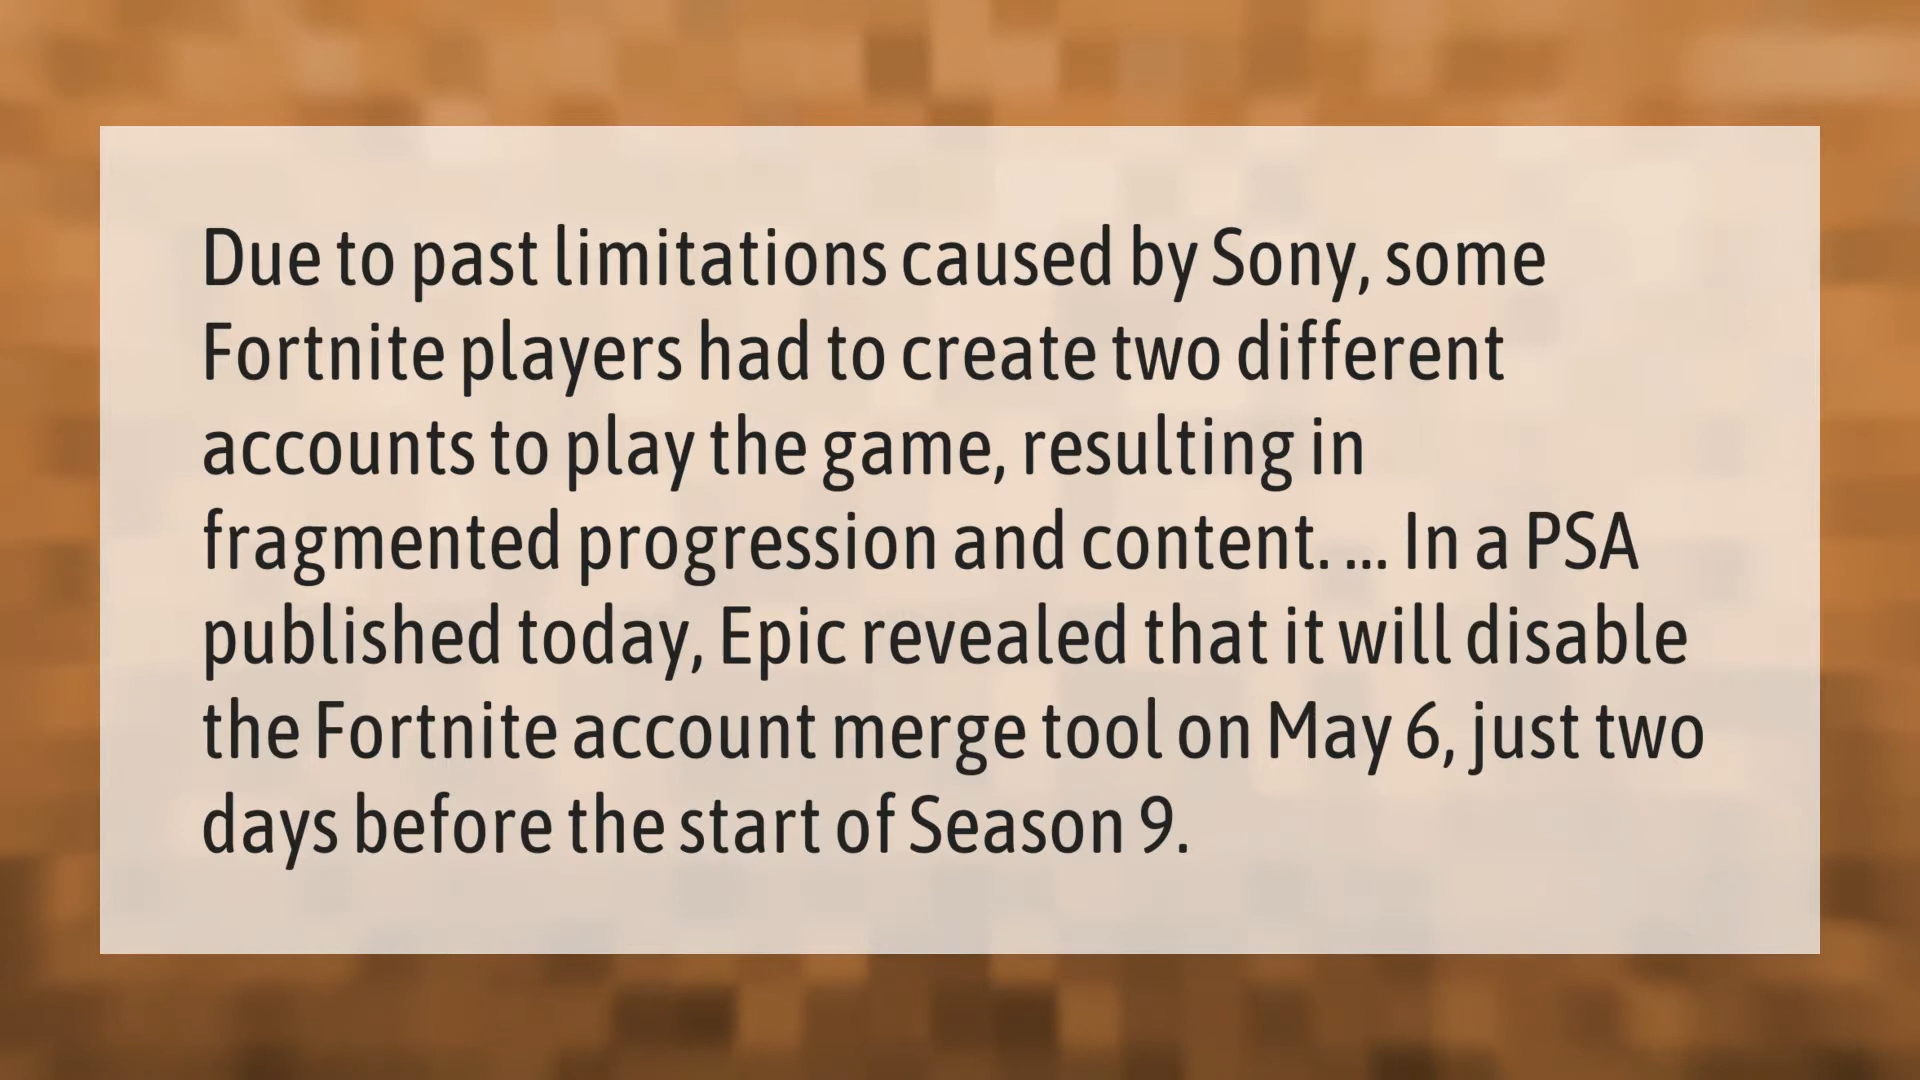 Due to past limitations caused by Sony, some
Fortnite players had to create two different
accounts to play the game, resulting in
fragmented progression and content. ... In a PSA
published today, Epic revealed that it will disable
the Fortnite account merge tool on May 6, just two
days before the start of Season 9.